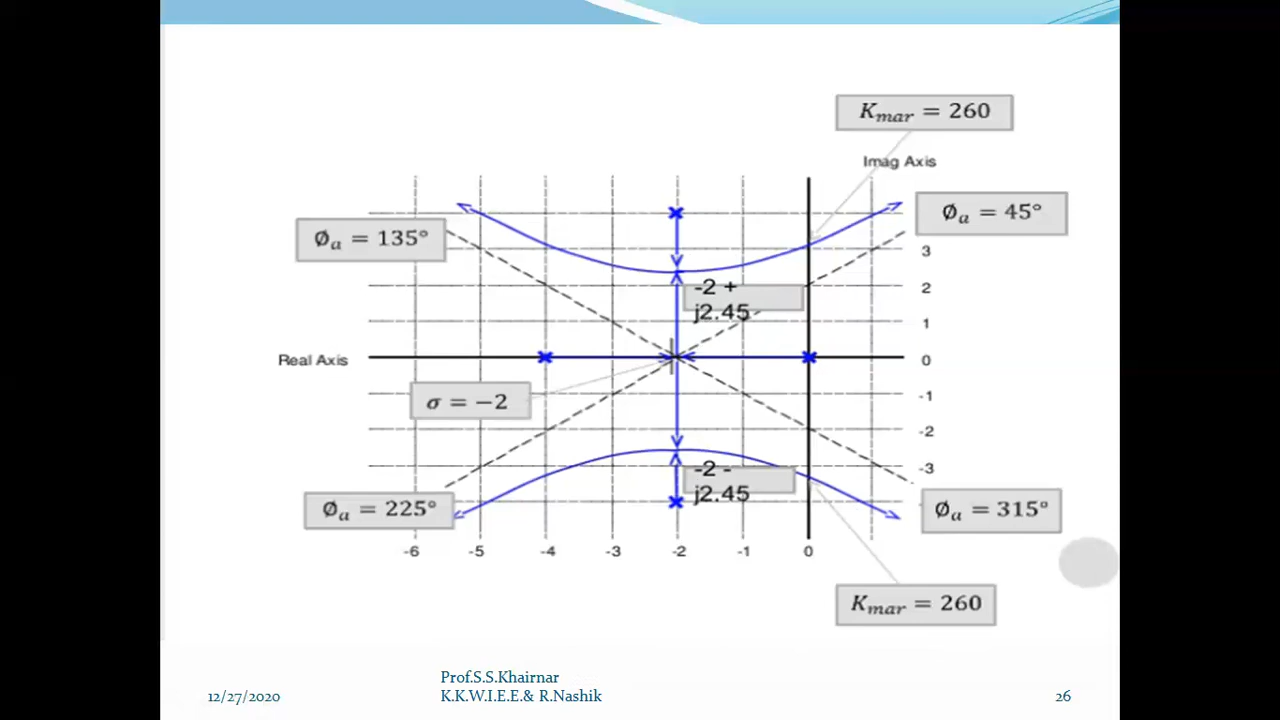 K_mar = 260
Imag Axis
Ø_a = 45°
Ø_a = 135°
3
-2 +
j2.45
2
1
Real Axis
0
σ = −2
-1
-2
-3
-2 -
j2.45
Ø_a = 225°
Ø_a = 315°
-6 -5 -4 -3 -2 -1 0
K_mar = 260
Prof.S.S.Khairnar
12/27/2020 K.K.W.I.E.E.& R.Nashik 26